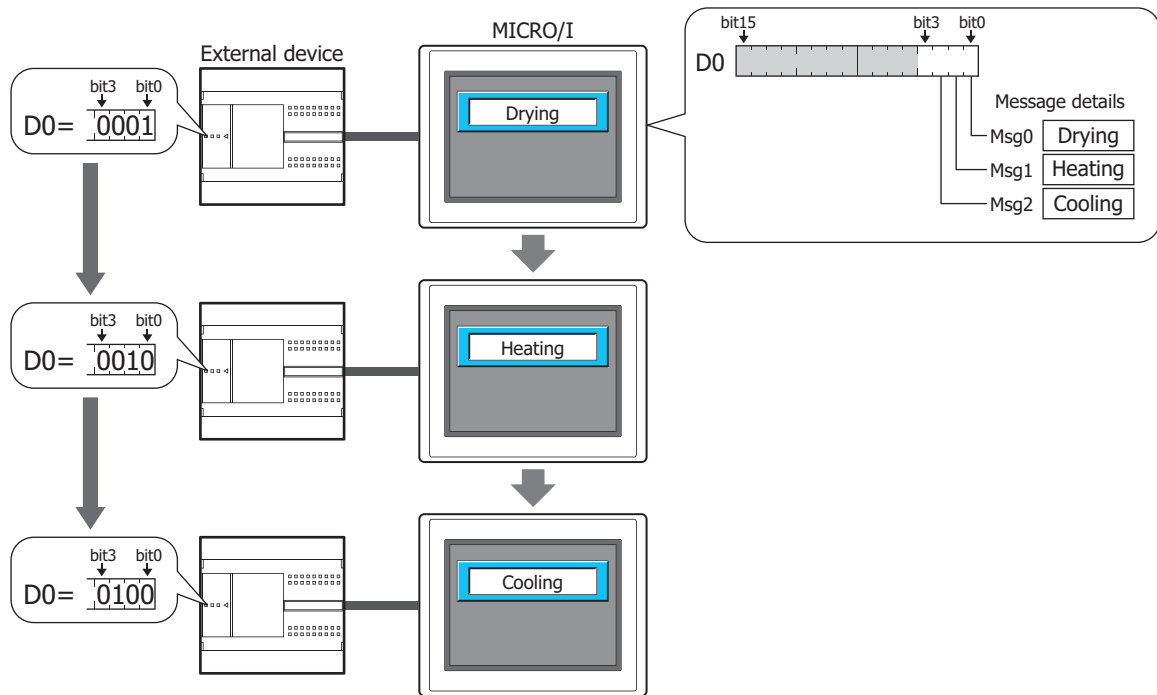 MICRO/I
External device
bit3 bit0
D0= 0001
Drying
bit15 bit3 bit0
D0
Message details
Msg0 Drying
Msg1 Heating
Msg2 Cooling
bit3 bit0
D0= 0010
Heating
bit3 bit0
D0= 0100
Cooling